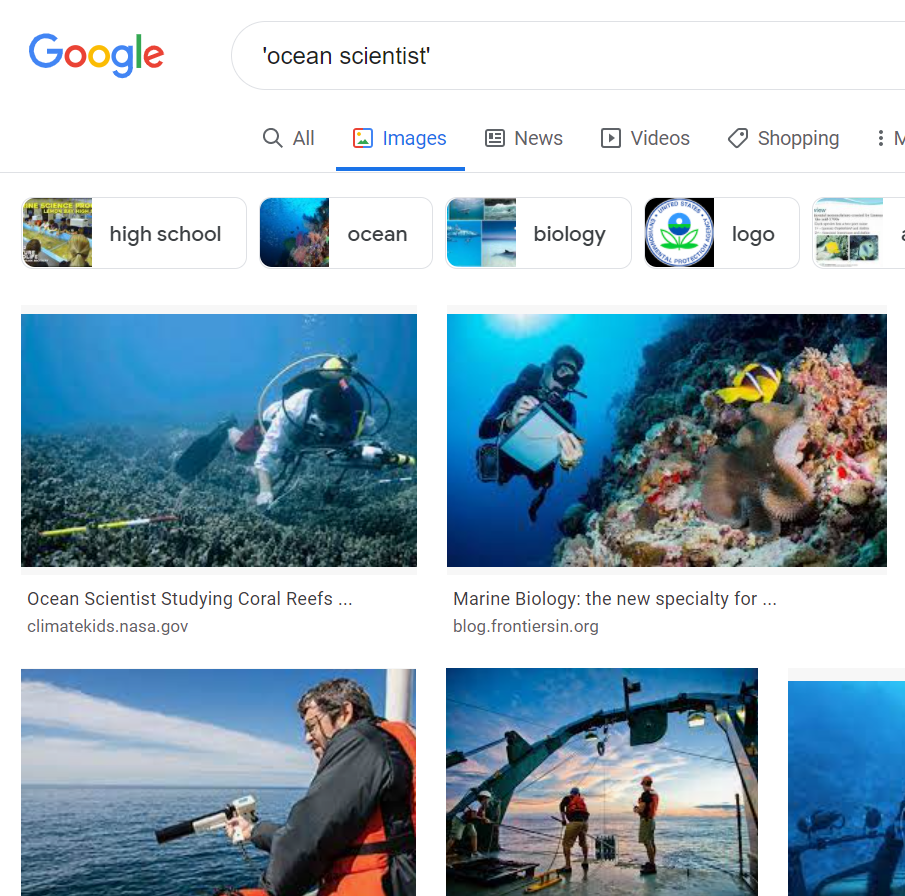 Google
'ocean scientist'
All
Images
News
Videos
Shopping
high school
ocean
biology
logo
Ocean Scientist Studying Coral Reefs ...
climatekids.nasa.gov
Marine Biology: the new specialty for ...
blog.frontiersin.org